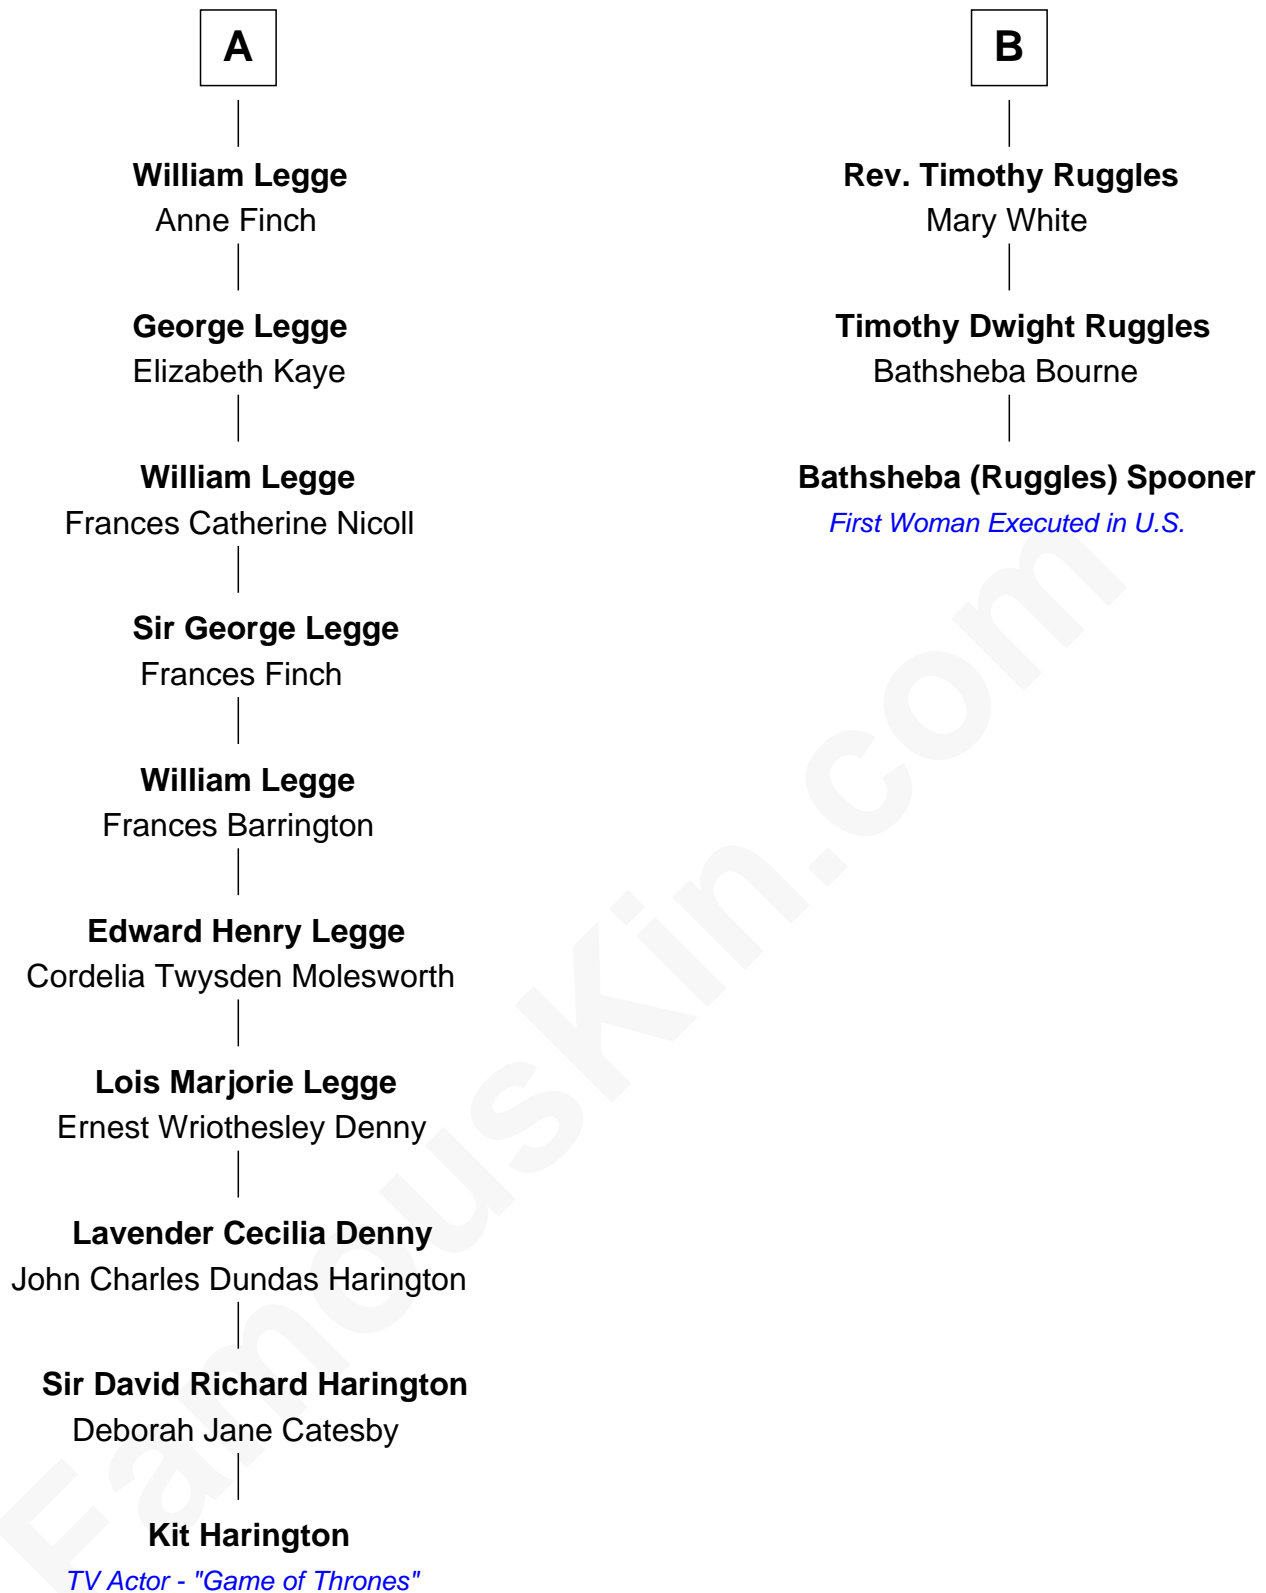 A
William Legge
Anne Finch
George Legge
Elizabeth Kaye
William Legge
Frances Catherine Nicoll
Sir George Legge
Frances Finch
William Legge
Frances Barrington
Edward Henry Legge
Cordelia Twysden Molesworth
Lois Marjorie Legge
Ernest Wriothesley Denny
Lavender Cecilia Denny
John Charles Dundas Harington
Sir David Richard Harington
Deborah Jane Catesby
Kit Harington
TV Actor - "Game of Thrones"
B
Rev. Timothy Ruggles
Mary White
Timothy Dwight Ruggles
Bathsheba Bourne
Bathsheba (Ruggles) Spooner
First Woman Executed in U.S.
FamousKin.com